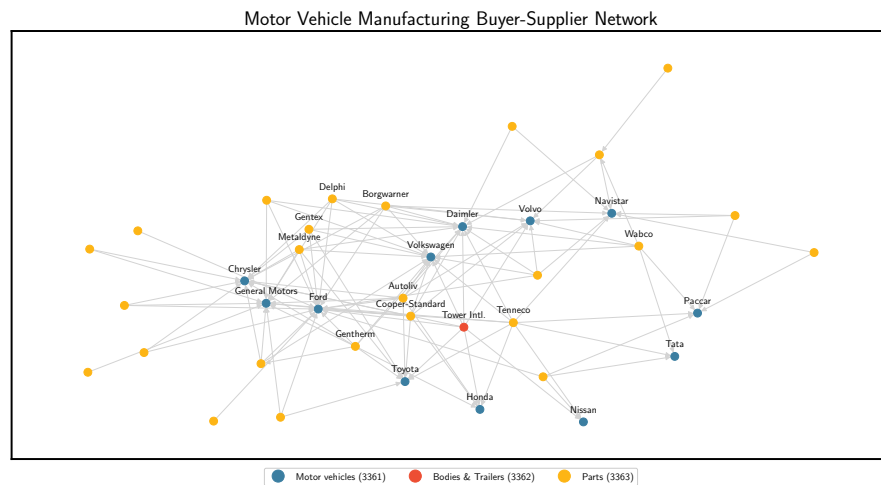 Motor Vehicle Manufacturing Buyer-Supplier Network
Delphi
Borgwarner
Gentex
Daimler
Volvo
Navistar
Metaldyne
Volkswagen
Wabco
Chrysler
General Motors
Ford
Autoliv
Cooper-Standard
Tower Intl.
Tenneco
Paccar
Gentherm
Tata
Toyota
Honda
Nissan
Motor vehicles (3361)
Bodies & Trailers (3362)
Parts (3363)